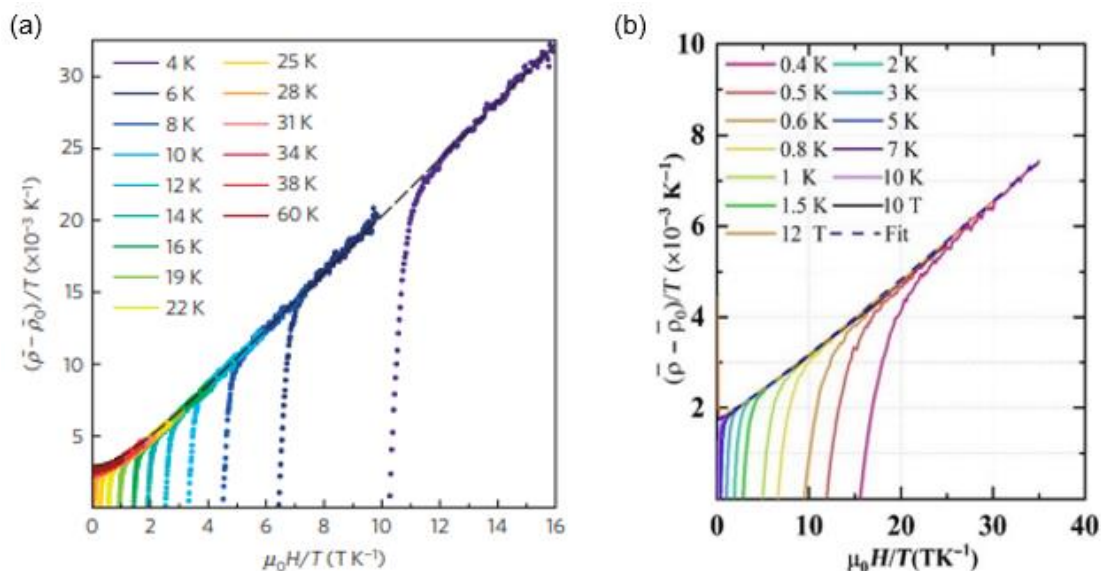 (a)
(ρ̄ - ρ̄₀)/T (×10⁻³ K⁻¹)
30
25
20
15
10
5
4 K 25 K
6 K 28 K
8 K 31 K
10 K 34 K
12 K 38 K
14 K 60 K
16 K
19 K
22 K
0 2 4 6 8 10 12 14 16
μ₀H/T (T K⁻¹)
(b)
(ρ̄ - ρ̄₀)/T (×10⁻³ K⁻¹)
10
8
6
4
2
0.4 K 2 K
0.5 K 3 K
0.6 K 5 K
0.8 K 7 K
1 K 10 K
1.5 K 10 T
12 T Fit
0 10 20 30 40
μ₀H/T(TK⁻¹)